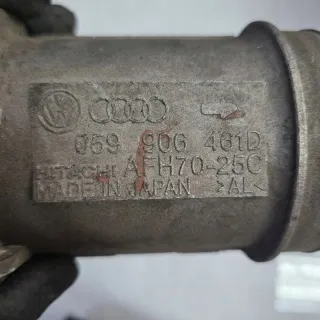 059 906 461D
HITACHI AFH70-25C
MADE IN JAPAN >AL<